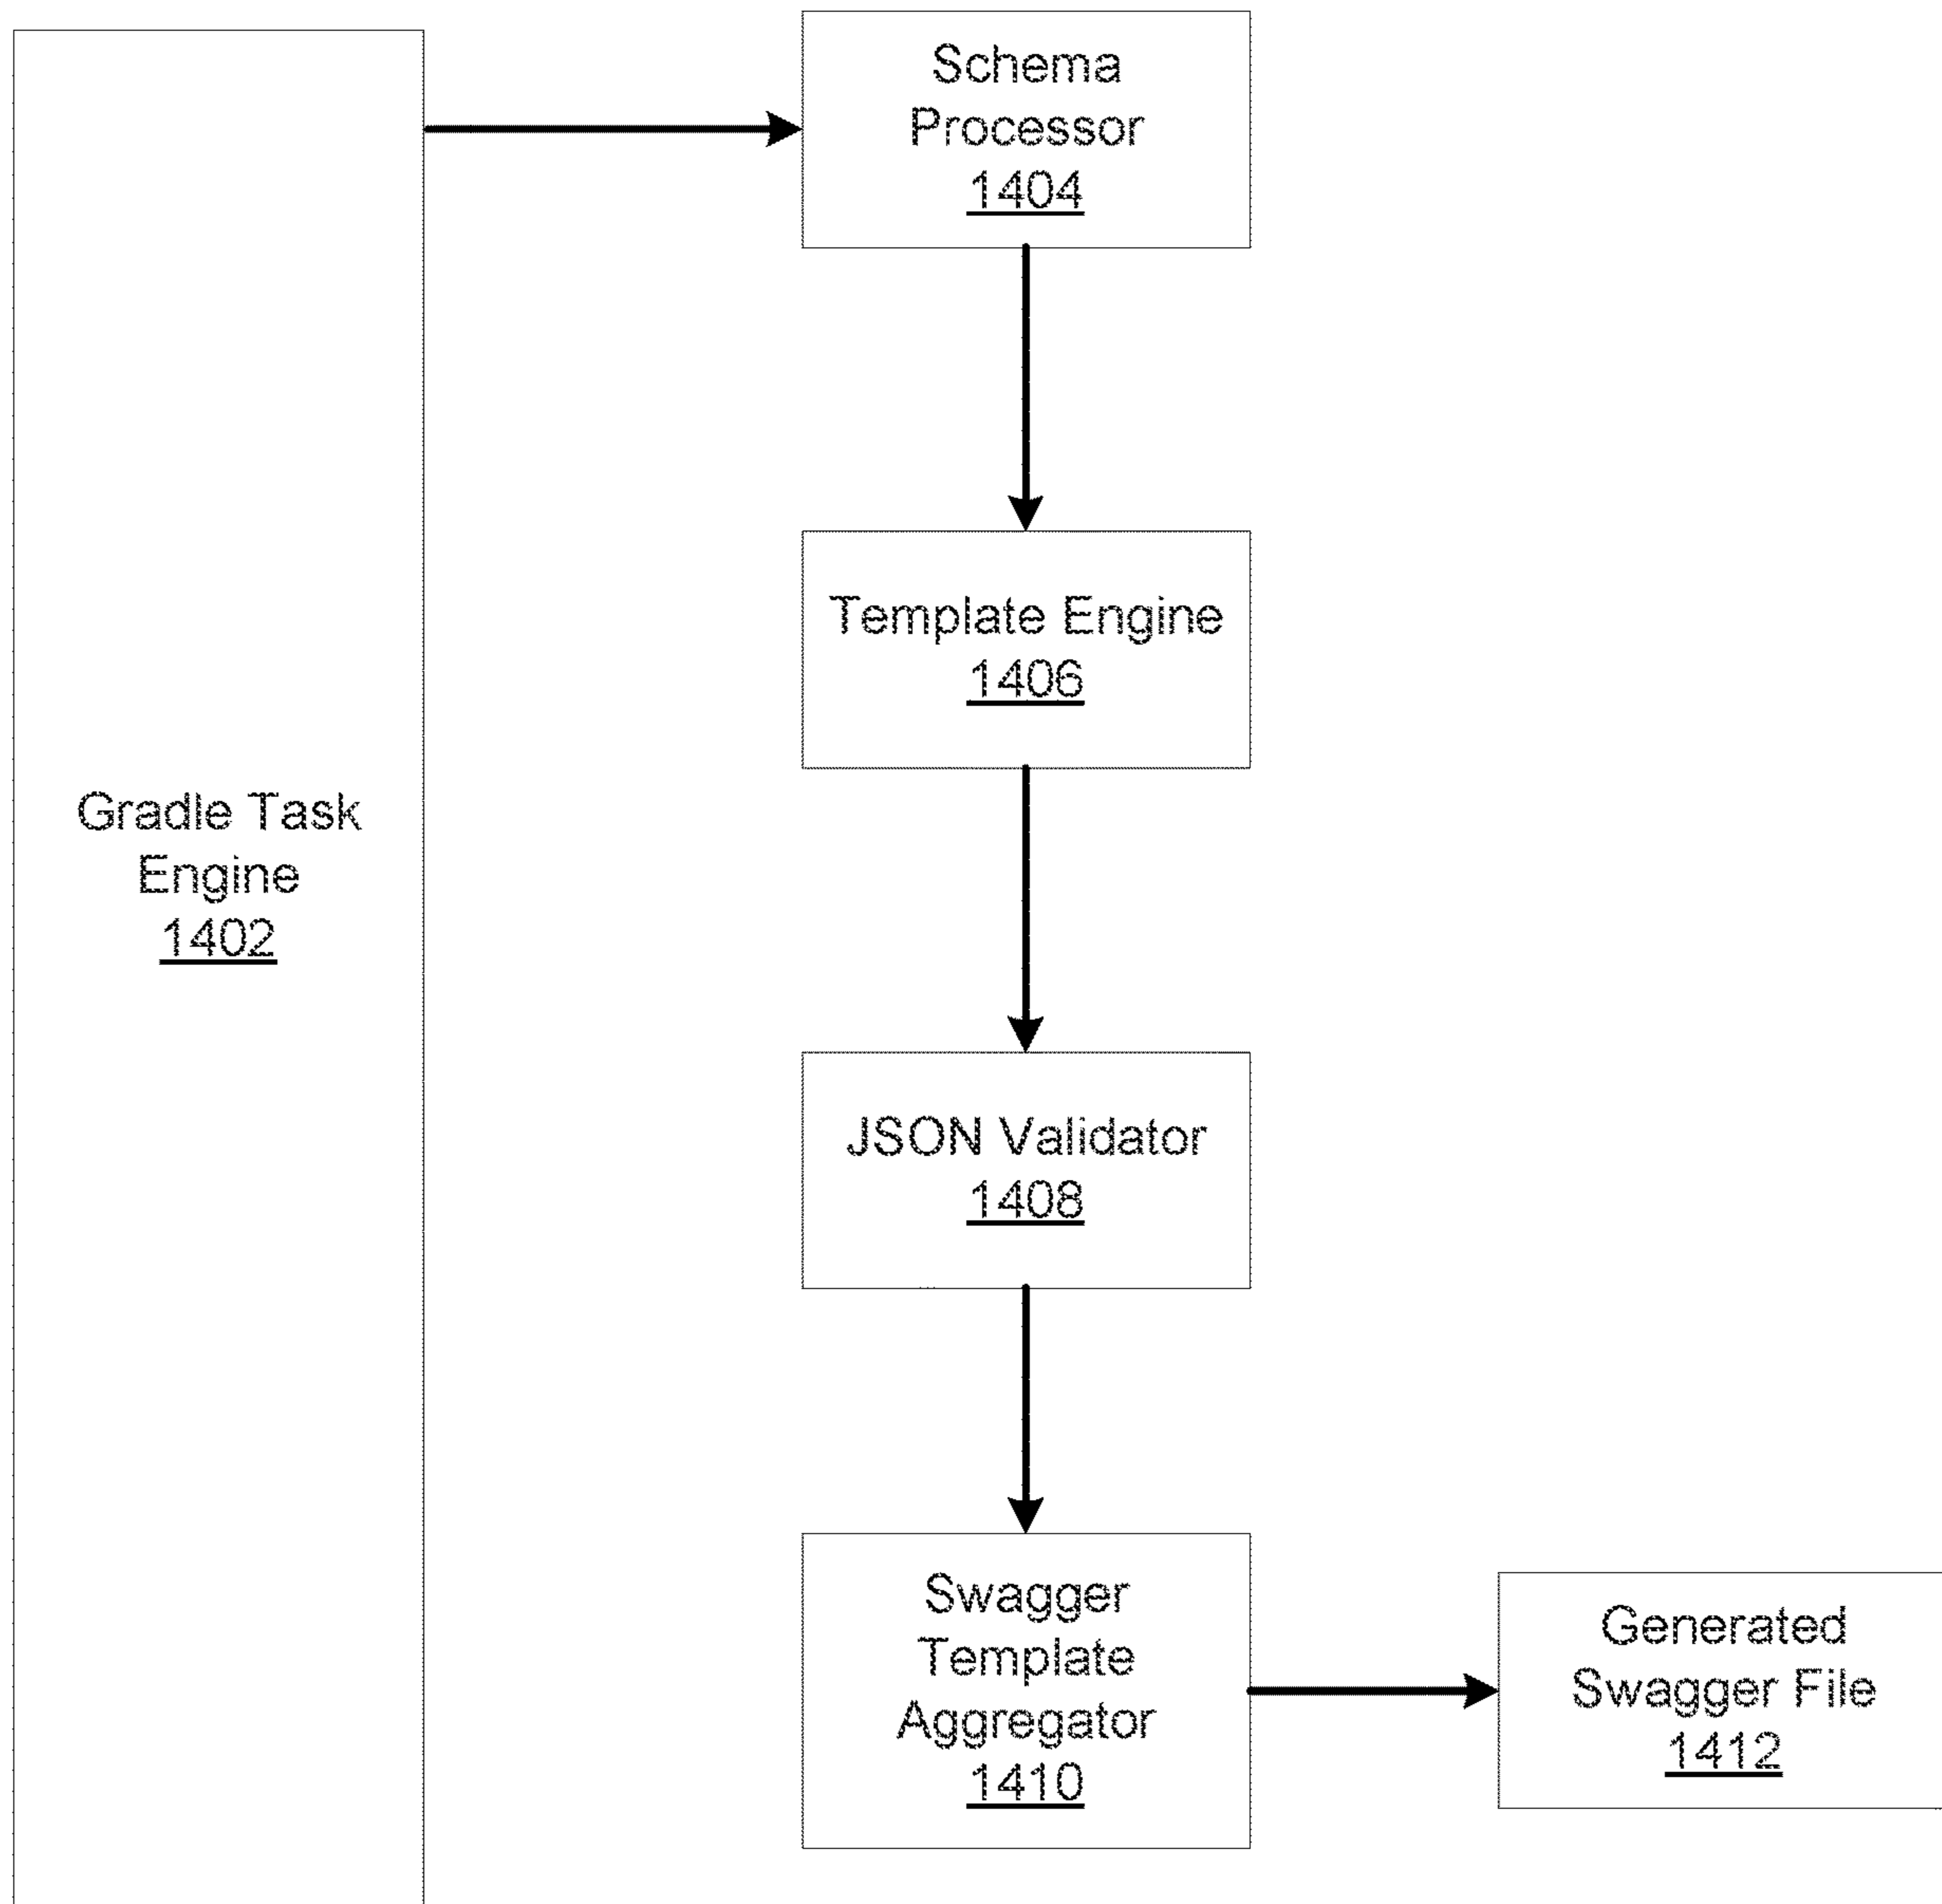 Schema
Processor
1404
Template Engine
1406
Gradle Task
Engine
1402
JSON Validator
1408
Swagger
Template
Aggregator
1410
Generated
Swagger File
1412